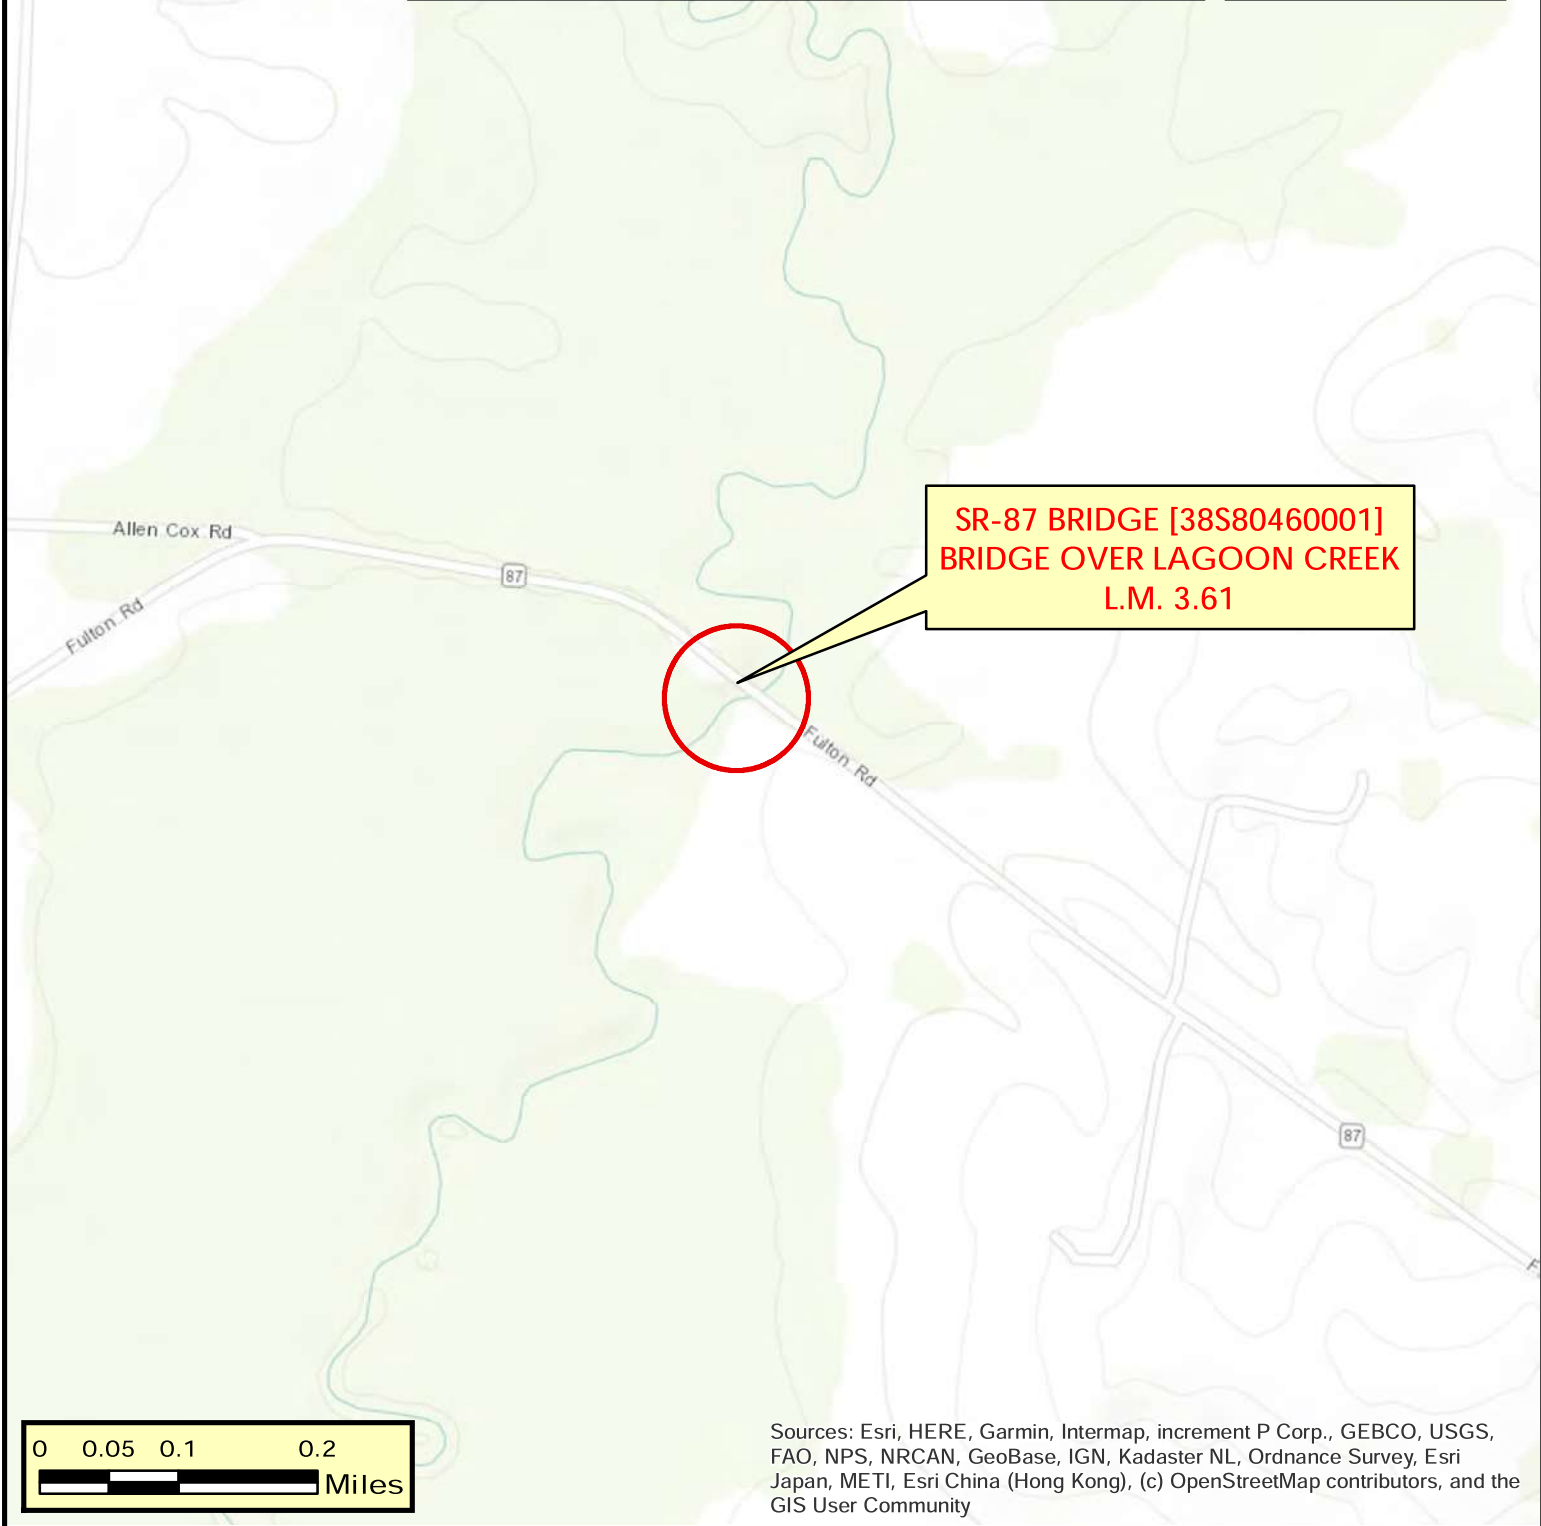 Allen Cox Rd
87
Fulton Rd
SR-87 BRIDGE [38S80460001]
BRIDGE OVER LAGOON CREEK
L.M. 3.61
Fulton Rd
87
F
0 0.05 0.1 0.2
Miles
Sources: Esri, HERE, Garmin, Intermap, increment P Corp., GEBCO, USGS,
FAO, NPS, NRCAN, GeoBase, IGN, Kadaster NL, Ordnance Survey, Esri
Japan, METI, Esri China (Hong Kong), (c) OpenStreetMap contributors, and the
GIS User Community